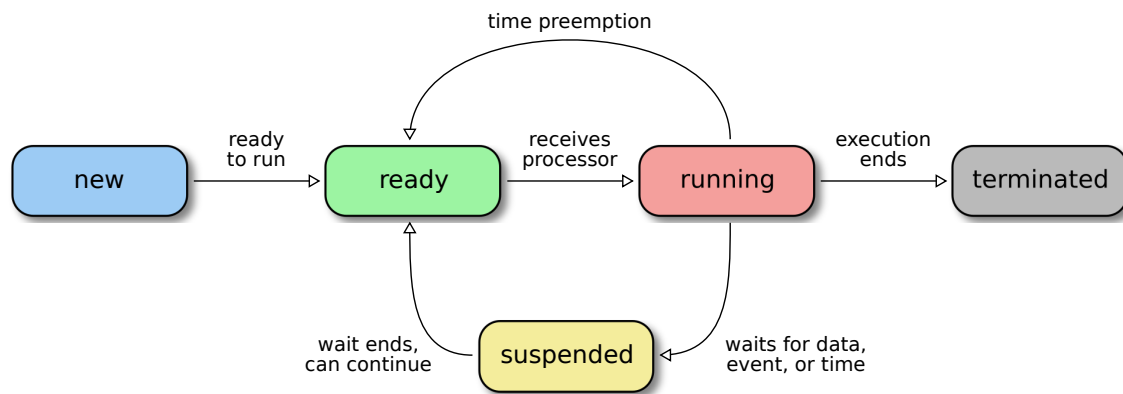 time preemption
ready
to run
receives
processor
execution
ends
new
ready
running
terminated
wait ends,
can continue
suspended
waits for data,
event, or time